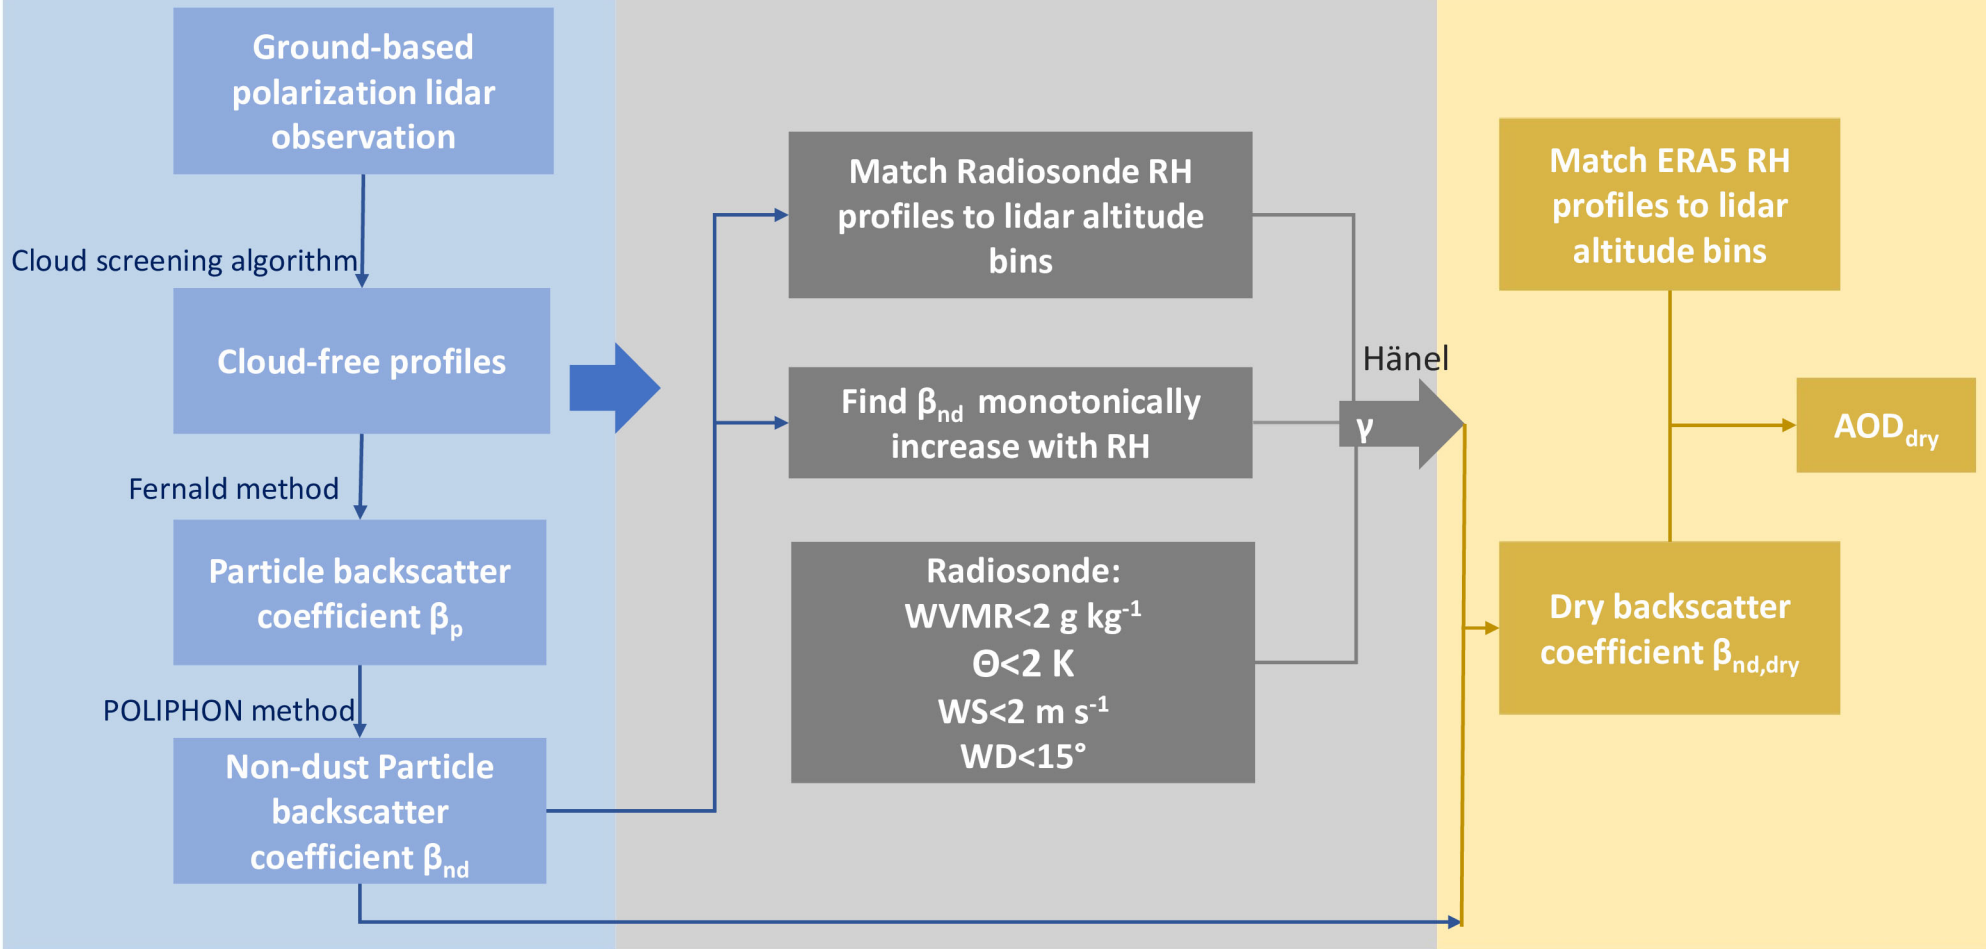 Ground-based
polarization lidar
observation
Cloud screening algorithm
Cloud-free profiles
Fernald method
Particle backscatter
coefficient βp
POLIPHON method
Non-dust Particle
backscatter
coefficient βnd
Match Radiosonde RH
profiles to lidar altitude
bins
Find βnd monotonically
increase with RH
Radiosonde:
WVMR<2 g kg-1
Θ<2 K
WS<2 m s-1
WD<15°
Hänel
γ
Match ERA5 RH
profiles to lidar
altitude bins
AODdry
Dry backscatter
coefficient βnd,dry